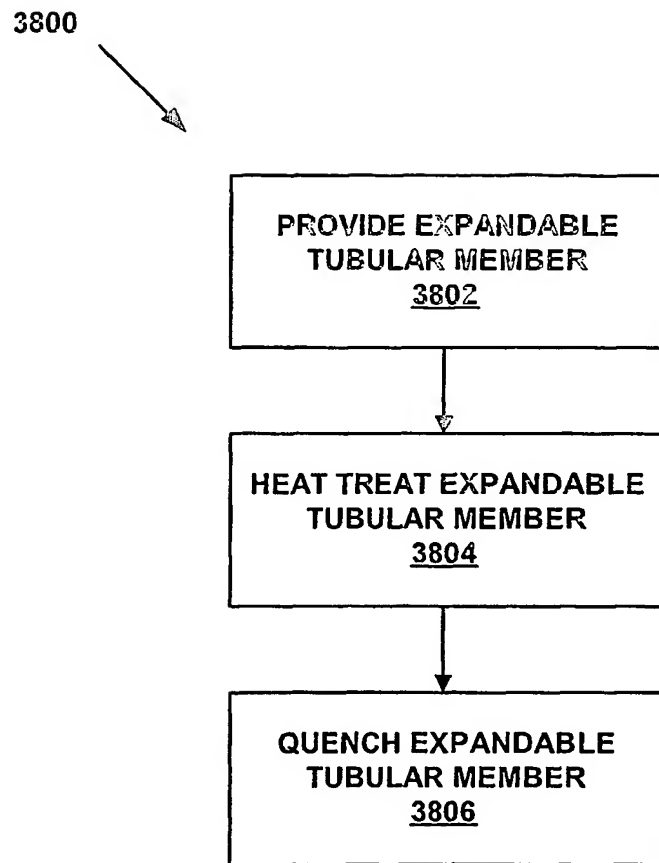 3800
PROVIDE EXPANDABLE
TUBULAR MEMBER
3802
HEAT TREAT EXPANDABLE
TUBULAR MEMBER
3804
QUENCH EXPANDABLE
TUBULAR MEMBER
3806